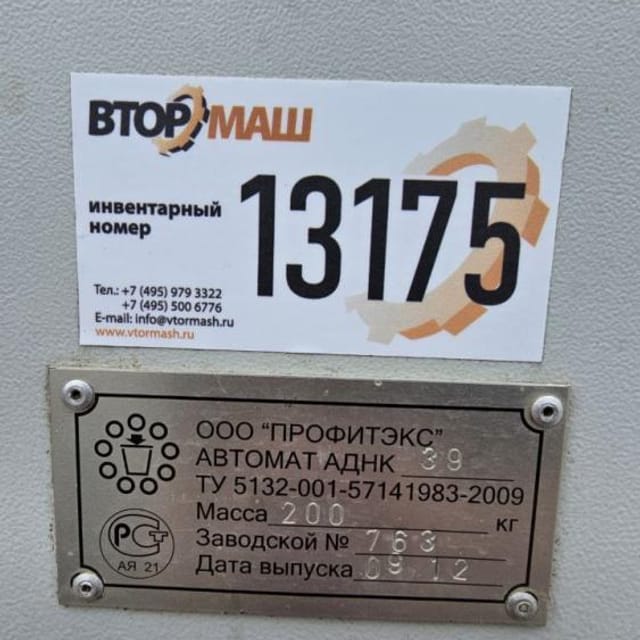 ВТОРМАШ
инвентарный
номер
13175
Тел.: +7 (495) 979 3322
+7 (495) 500 6776
E-mail: info@vtormash.ru
www.vtormash.ru
ООО "ПРОФИТЭКС"
АВТОМАТ АДНК 39
ТУ 5132-001-57141983-2009
Масса 200 кг
Заводской № 763
Дата выпуска 09 12
РСТ
АЯ 21